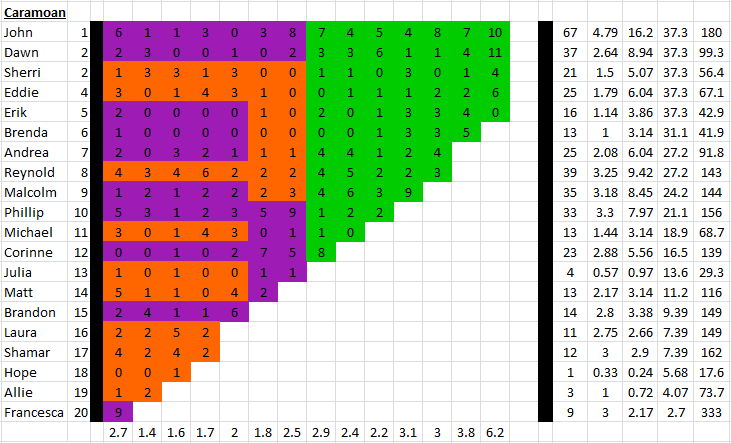 Caramoan
John 1 6 1 1 3 0 3 8 7 4 5 4 8 7 10 67 4.79 16.2 37.3 180
Dawn 2 2 3 0 0 1 0 2 3 3 6 1 1 4 11 37 2.64 8.94 37.3 99.3
Sherri 2 1 3 3 1 3 0 0 1 1 0 3 0 1 4 21 1.5 5.07 37.3 56.4
Eddie 4 3 0 1 4 3 1 0 0 1 1 1 2 2 6 25 1.79 6.04 37.3 67.1
Erik 5 2 0 0 0 0 1 0 2 0 1 3 3 4 0 16 1.14 3.86 37.3 42.9
Brenda 6 1 0 0 0 0 0 0 0 0 1 3 3 5 13 1 3.14 31.1 41.9
Andrea 7 2 0 3 2 1 1 1 4 4 1 2 4 25 2.08 6.04 27.2 91.8
Reynold 8 4 3 4 6 2 2 2 4 5 2 2 3 39 3.25 9.42 27.2 143
Malcolm 9 1 2 1 2 2 2 3 4 6 3 9 35 3.18 8.45 24.2 144
Phillip 10 5 3 1 2 3 5 9 1 2 2 33 3.3 7.97 21.1 156
Michael 11 3 0 1 4 3 0 1 1 0 13 1.44 3.14 18.9 68.7
Corinne 12 0 0 1 0 2 7 5 8 23 2.88 5.56 16.5 139
Julia 13 1 0 1 0 0 1 1 4 0.57 0.97 13.6 29.3
Matt 14 5 1 1 0 4 2 13 2.17 3.14 11.2 116
Brandon 15 2 4 1 1 6 14 2.8 3.38 9.39 149
Laura 16 2 2 5 2 11 2.75 2.66 7.39 149
Shamar 17 4 2 4 2 12 3 2.9 7.39 162
Hope 18 0 0 1 1 0.33 0.24 5.68 17.6
Allie 19 1 2 3 1 0.72 4.07 73.7
Francesca 20 9 9 3 2.17 2.7 333
2.7 1.4 1.6 1.7 2 1.8 2.5 2.9 2.4 2.2 3.1 3 3.8 6.2